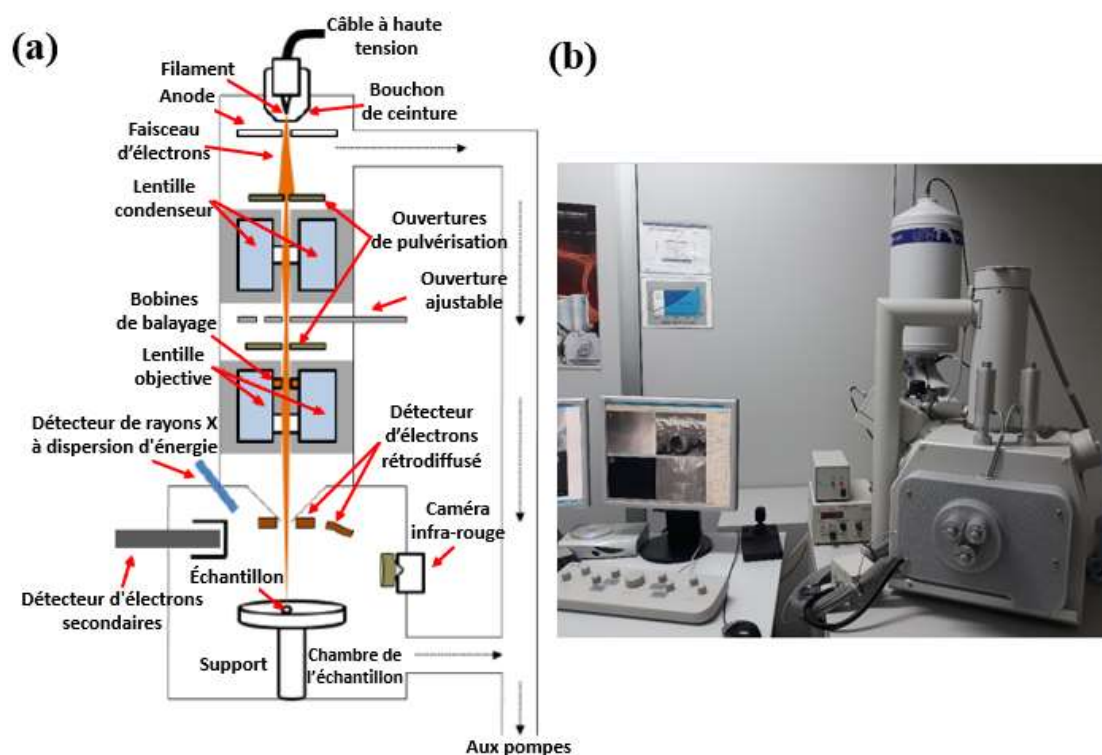 (a)
Câble à haute
tension
Filament
Anode
Bouchon
de ceinture
Faisceau
d'électrons
Lentille
condenseur
Ouvertures
de pulvérisation
Ouverture
ajustable
Bobines
de balayage
Lentille
objective
Détecteur de rayons X
à dispersion d'énergie
Détecteur
d'électrons
rétrodiffusé
Caméra
infra-rouge
Échantillon
Détecteur d'électrons
secondaires
Support
Chambre de
l'échantillon
Aux pompes
(b)